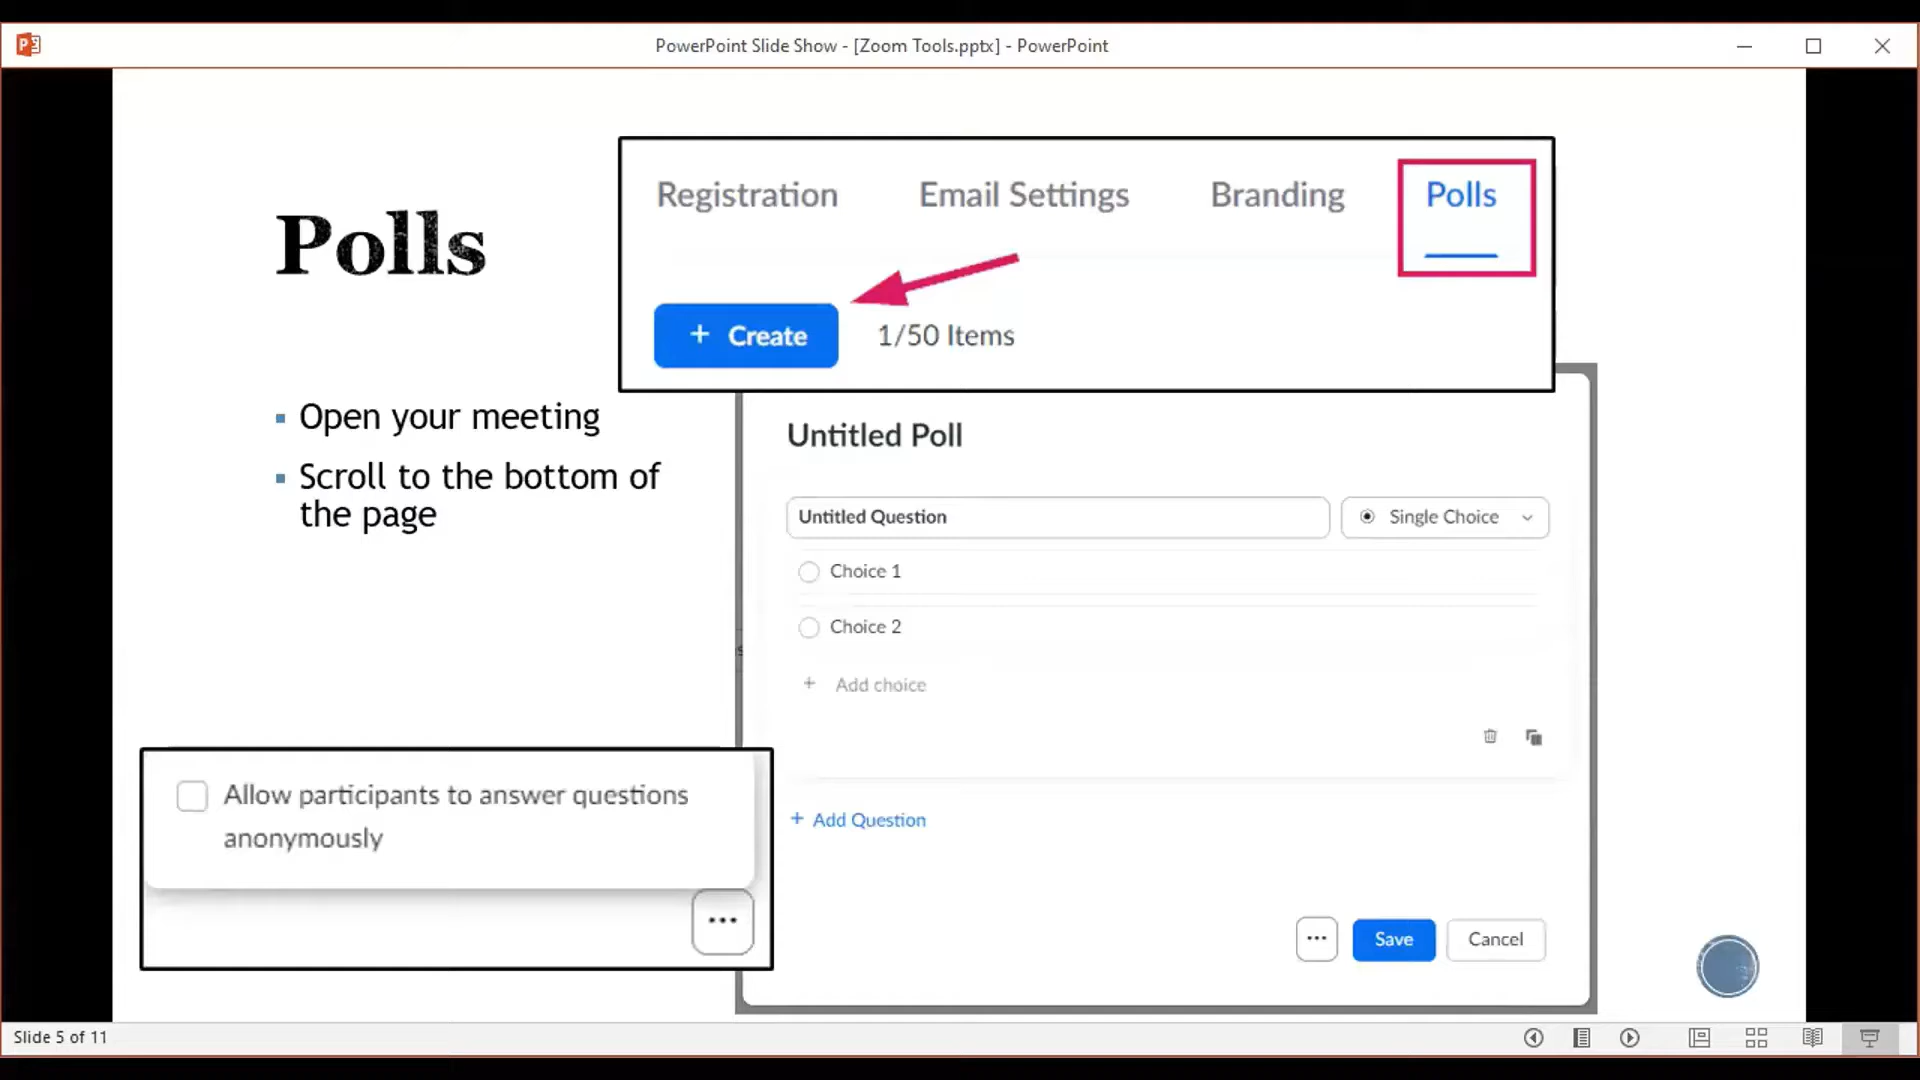 PowerPoint Slide Show - [Zoom Tools.pptx] - PowerPoint
Polls
Registration Email Settings Branding Polls
+ Create 1/50 Items
Open your meeting
Scroll to the bottom of
the page
Untitled Poll
Untitled Question Single Choice
Choice 1
Choice 2
+ Add choice
Allow participants to answer questions
anonymously
...
+ Add Question
... Save Cancel
Slide 5 of 11